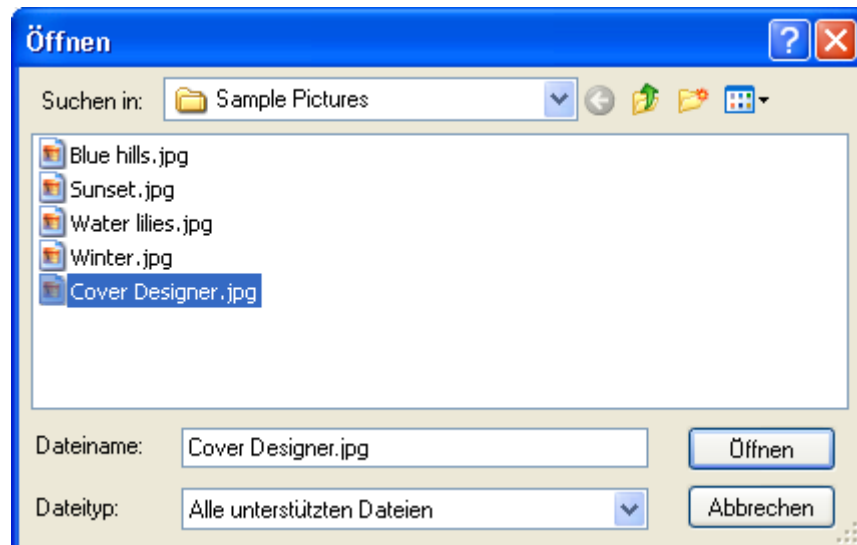 Öffnen
Suchen in: Sample Pictures
Blue hills.jpg
Sunset.jpg
Water lilies.jpg
Winter.jpg
Cover Designer.jpg
Dateiname: Cover Designer.jpg Öffnen
Dateityp: Alle unterstützten Dateien Abbrechen